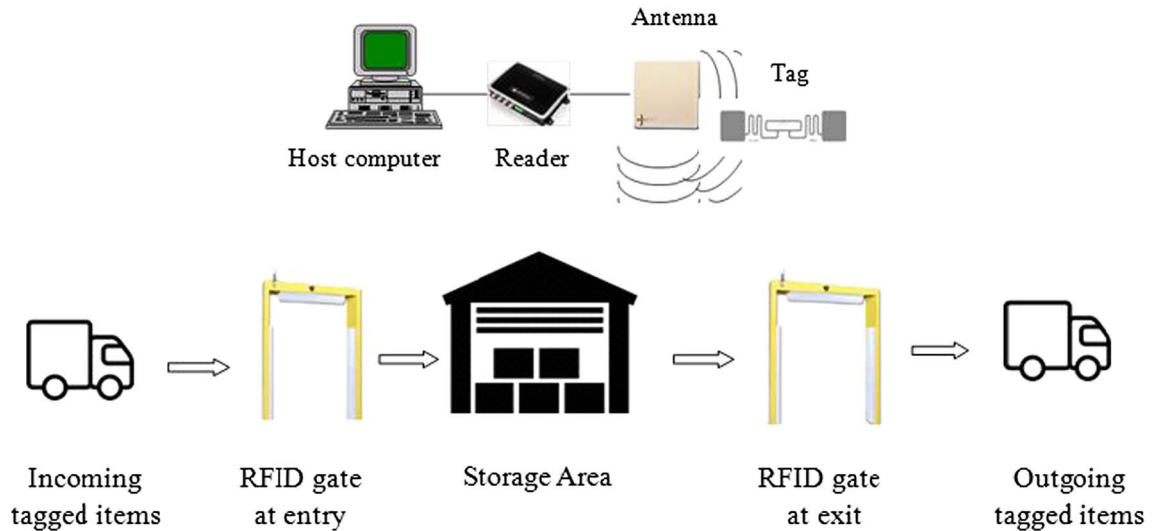 Antenna
Tag
Host computer
Reader
Incoming
tagged items
RFID gate
at entry
Storage Area
RFID gate
at exit
Outgoing
tagged items